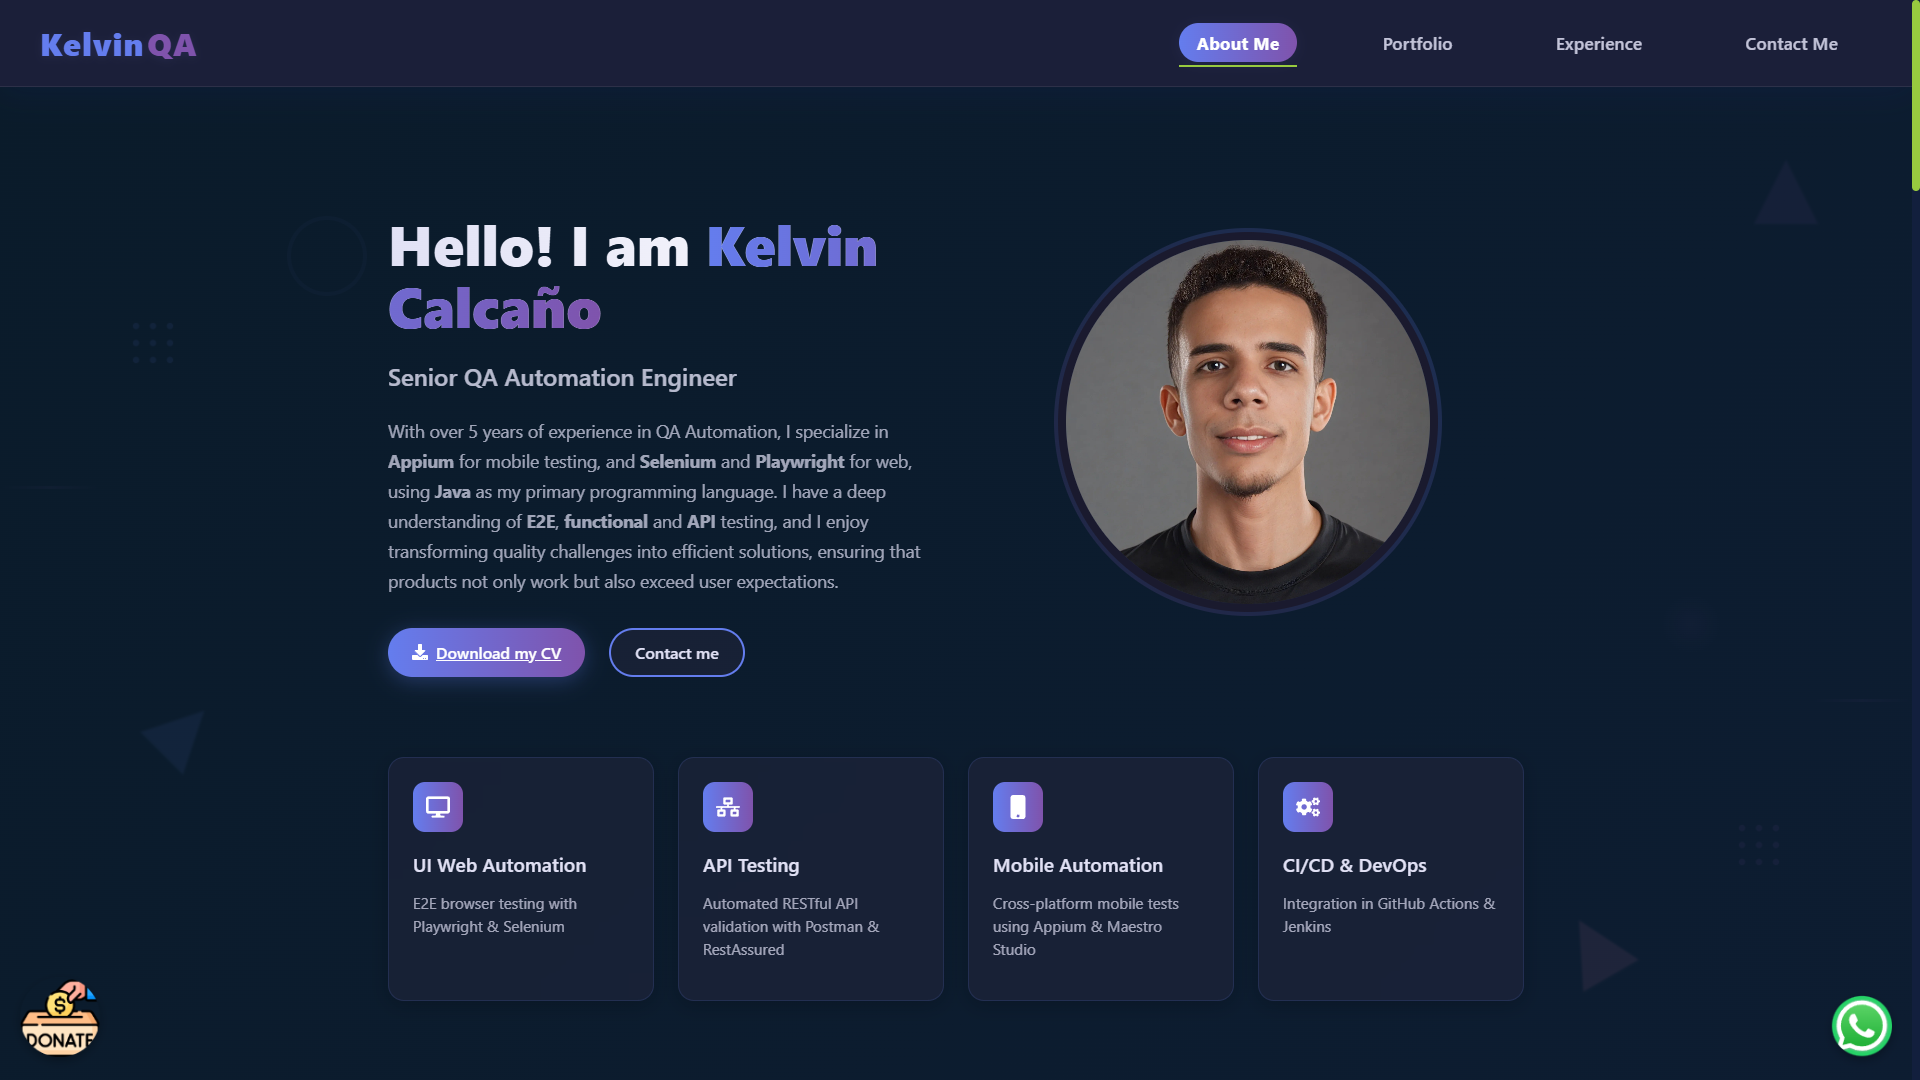 KelvinQA
About Me
Portfolio
Experience
Contact Me
Hello! I am Kelvin
Calcaño
Senior QA Automation Engineer
With over 5 years of experience in QA Automation, I specialize in
Appium for mobile testing, and Selenium and Playwright for web,
using Java as my primary programming language. I have a deep
understanding of E2E, functional and API testing, and I enjoy
transforming quality challenges into efficient solutions, ensuring that
products not only work but also exceed user expectations.
Download my CV
Contact me
UI Web Automation
E2E browser testing with
Playwright & Selenium
API Testing
Automated RESTful API
validation with Postman &
RestAssured
Mobile Automation
Cross-platform mobile tests
using Appium & Maestro
Studio
CI/CD & DevOps
Integration in GitHub Actions &
Jenkins
$
DONATE